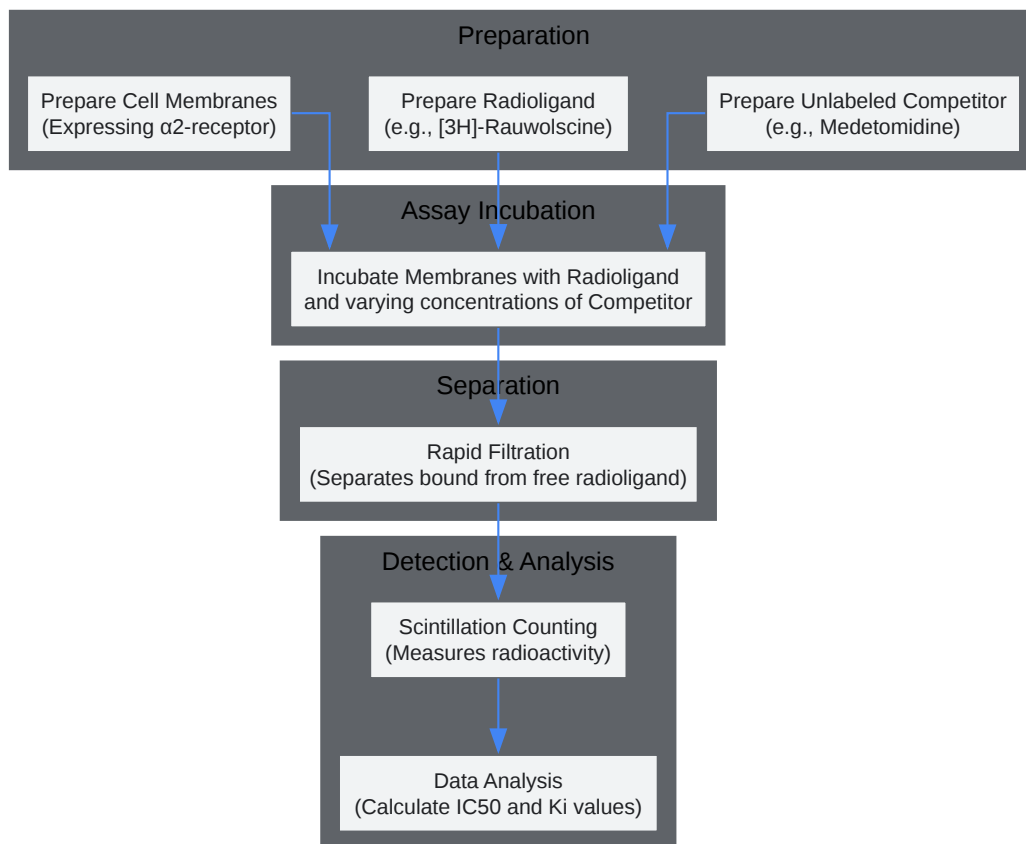 Preparation
Prepare Cell Membranes
(Expressing α2-receptor)
Prepare Radioligand
(e.g., [3H]-Rauwolscine)
Prepare Unlabeled Competitor
(e.g., Medetomidine)
Assay Incubation
Incubate Membranes with Radioligand
and varying concentrations of Competitor
Separation
Rapid Filtration
(Separates bound from free radioligand)
Detection & Analysis
Scintillation Counting
(Measures radioactivity)
Data Analysis
(Calculate IC50 and Ki values)